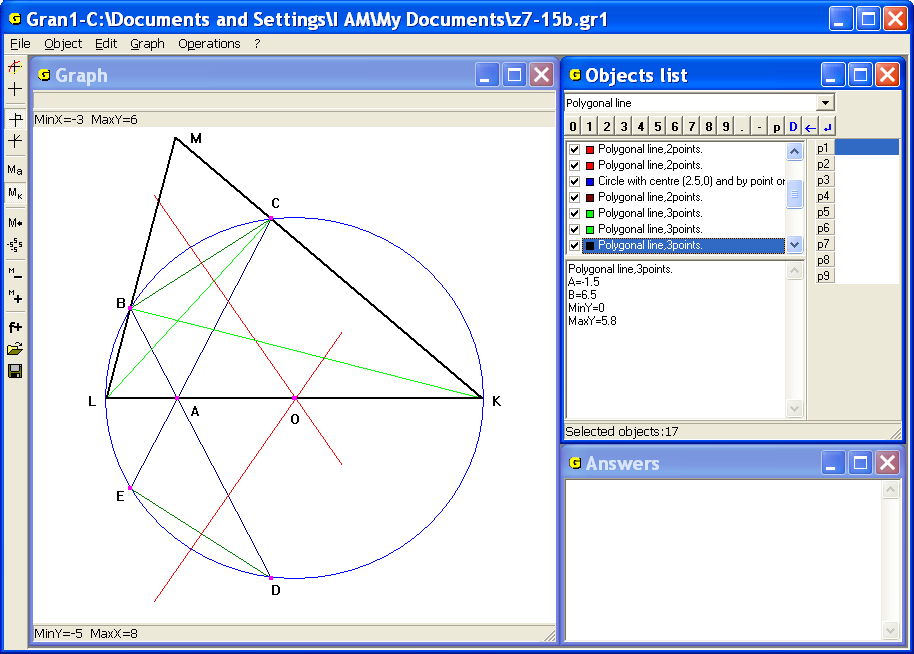 Gran1-C:\Documents and Settings\I AM\My Documents\z7-15b.gr1
File Object Edit Graph Operations ?
Graph
MinX=-3 MaxY=6
M
C
B
L
A
O
K
E
D
MinY=-5 MaxX=8
Ma
Mк
M
M
f+
Objects list
Polygonal line
0 1 2 3 4 5 6 7 8 9 . - p D ← ↵
Polygonal line,2points.
Polygonal line,2points.
Circle with centre (2.5,0) and by point or
Polygonal line,2points.
Polygonal line,3points.
Polygonal line,3points.
Polygonal line,3points.
p1
p2
p3
p4
p5
p6
p7
p8
p9
Polygonal line,3points.
A=-1.5
B=6.5
MinY=0
MaxY=5.8
Selected objects:17
Answers